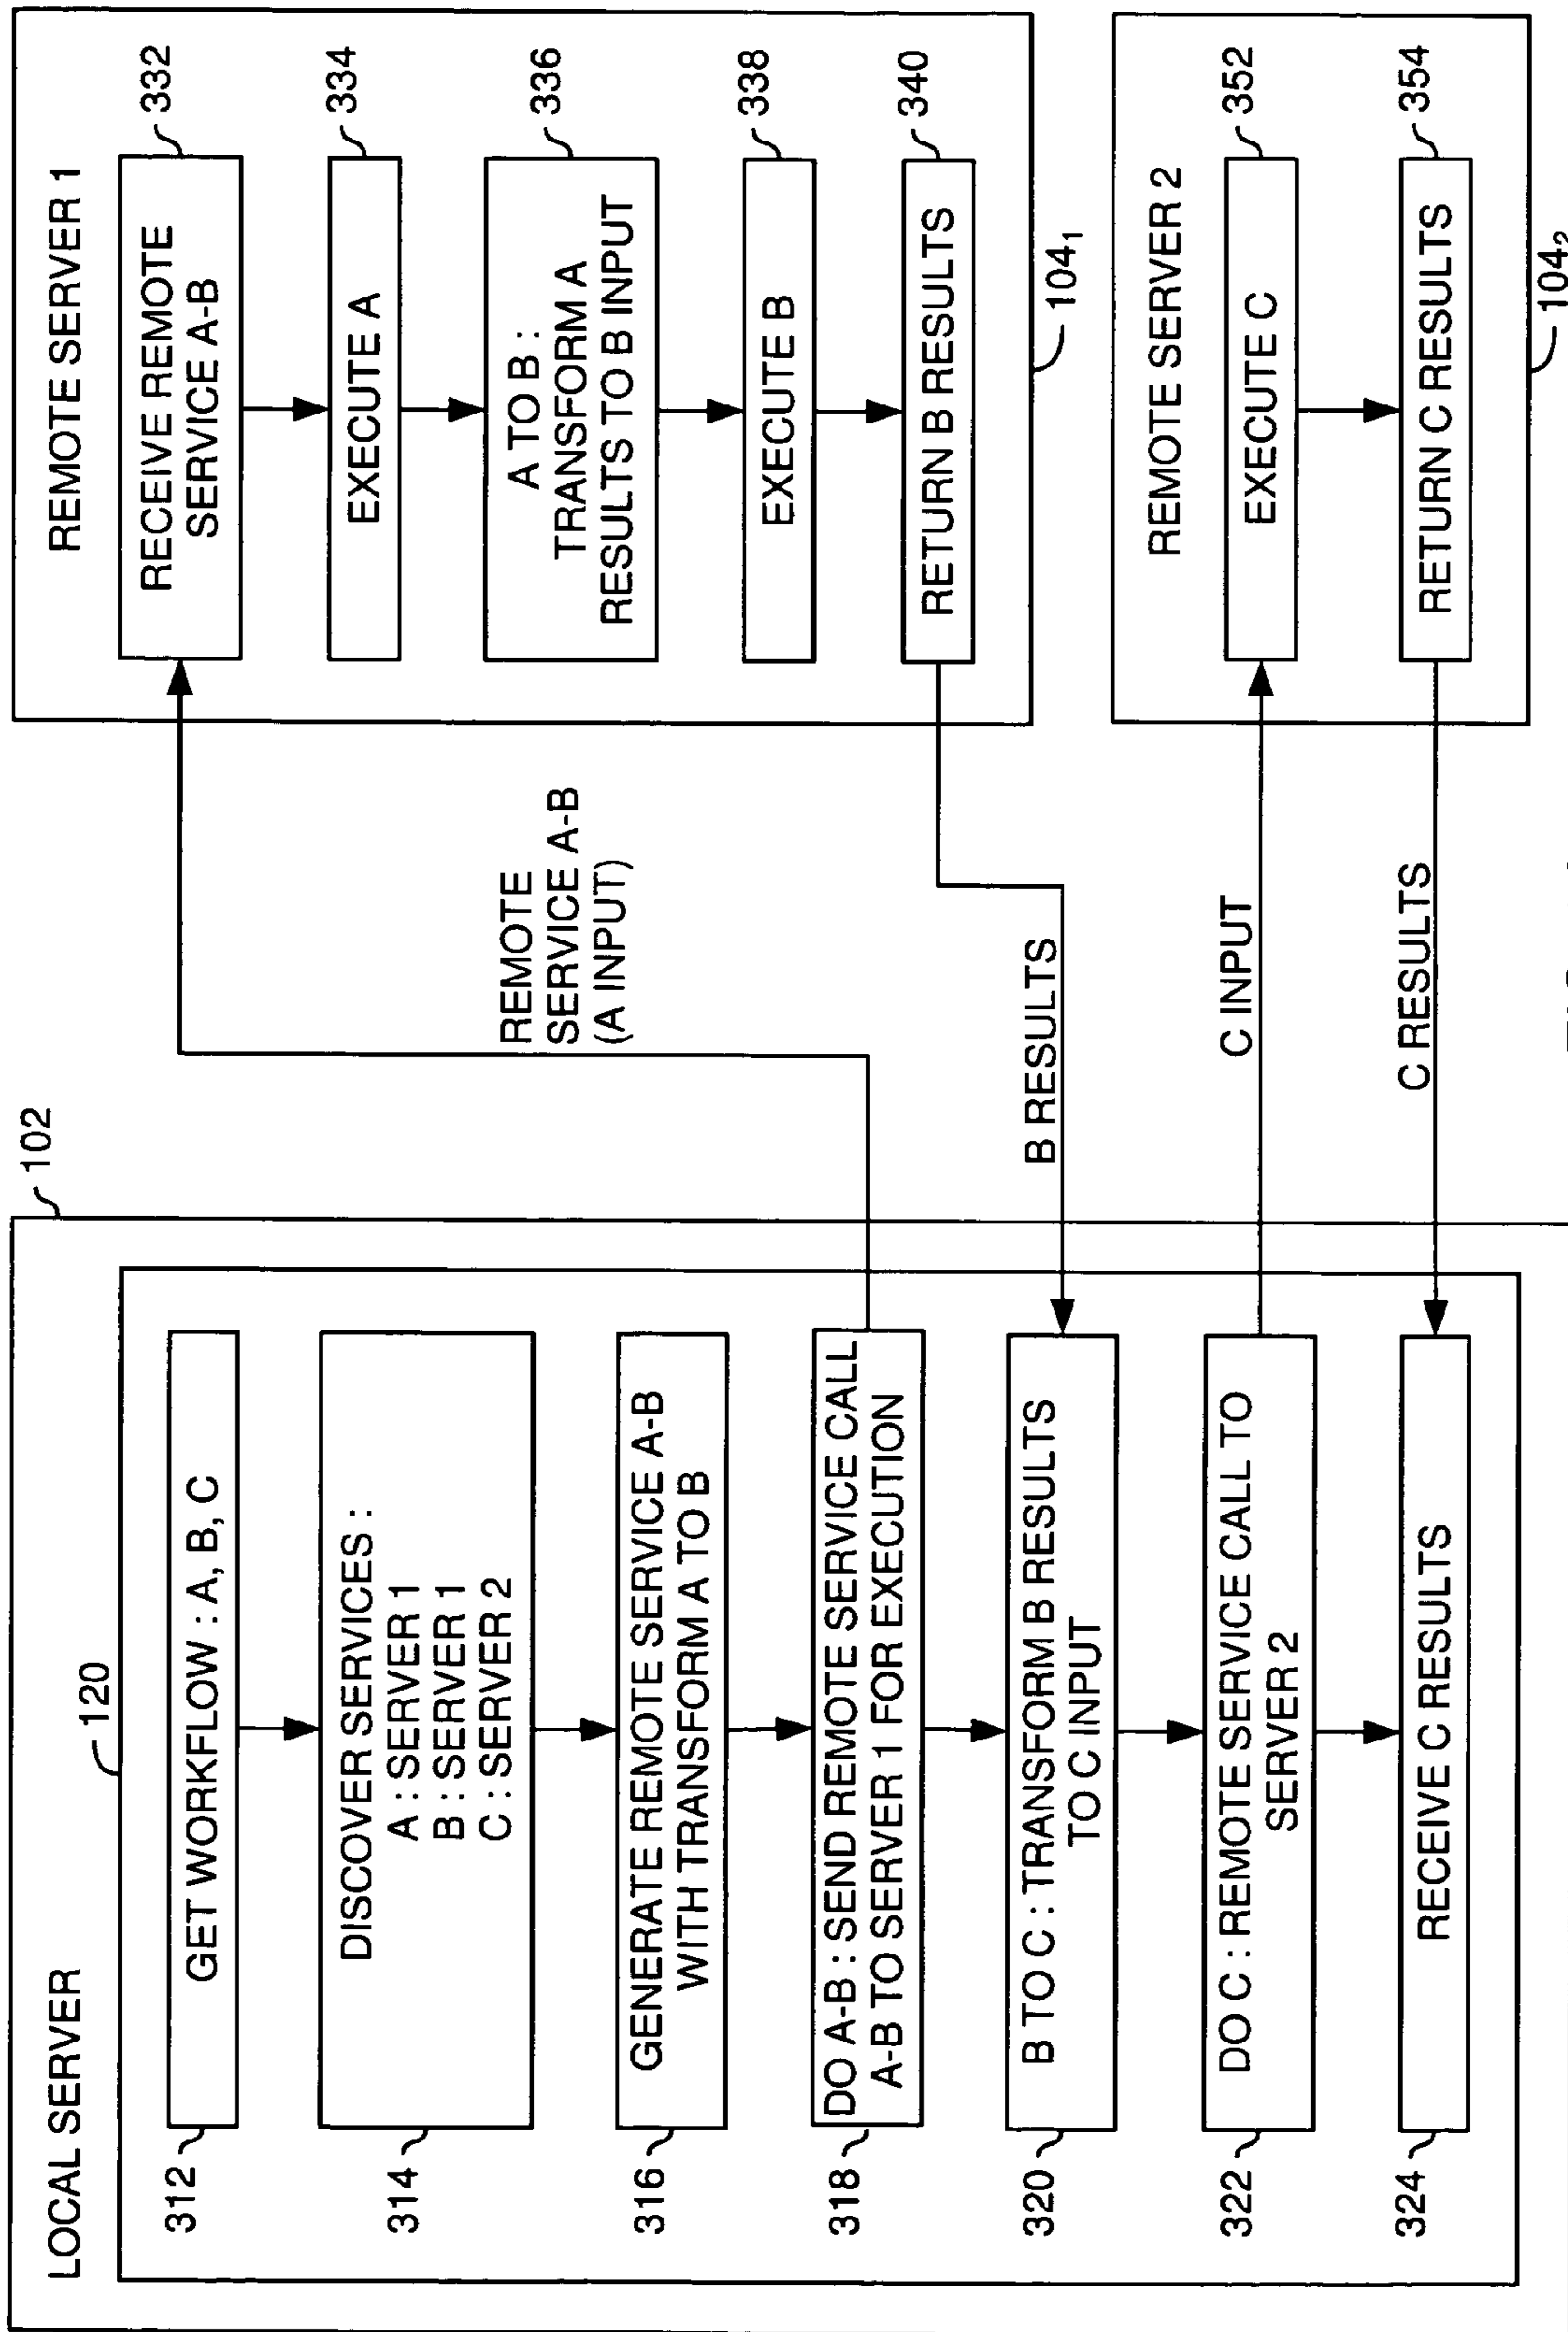 LOCAL SERVER
102
120
312
GET WORKFLOW : A, B, C
314
DISCOVER SERVICES :
A : SERVER 1
B : SERVER 1
C : SERVER 2
316
GENERATE REMOTE SERVICE A-B
WITH TRANSFORM A TO B
318
DO A-B : SEND REMOTE SERVICE CALL
A-B TO SERVER 1 FOR EXECUTION
320
B TO C : TRANSFORM B RESULTS
TO C INPUT
322
DO C : REMOTE SERVICE CALL TO
SERVER 2
324
RECEIVE C RESULTS
REMOTE
SERVICE A-B
(A INPUT)
B RESULTS
C INPUT
C RESULTS
REMOTE SERVER 1
RECEIVE REMOTE
SERVICE A-B
332
EXECUTE A
334
A TO B :
TRANSFORM A
RESULTS TO B INPUT
336
EXECUTE B
338
RETURN B RESULTS
340
104₁
REMOTE SERVER 2
EXECUTE C
352
RETURN C RESULTS
354
104₂